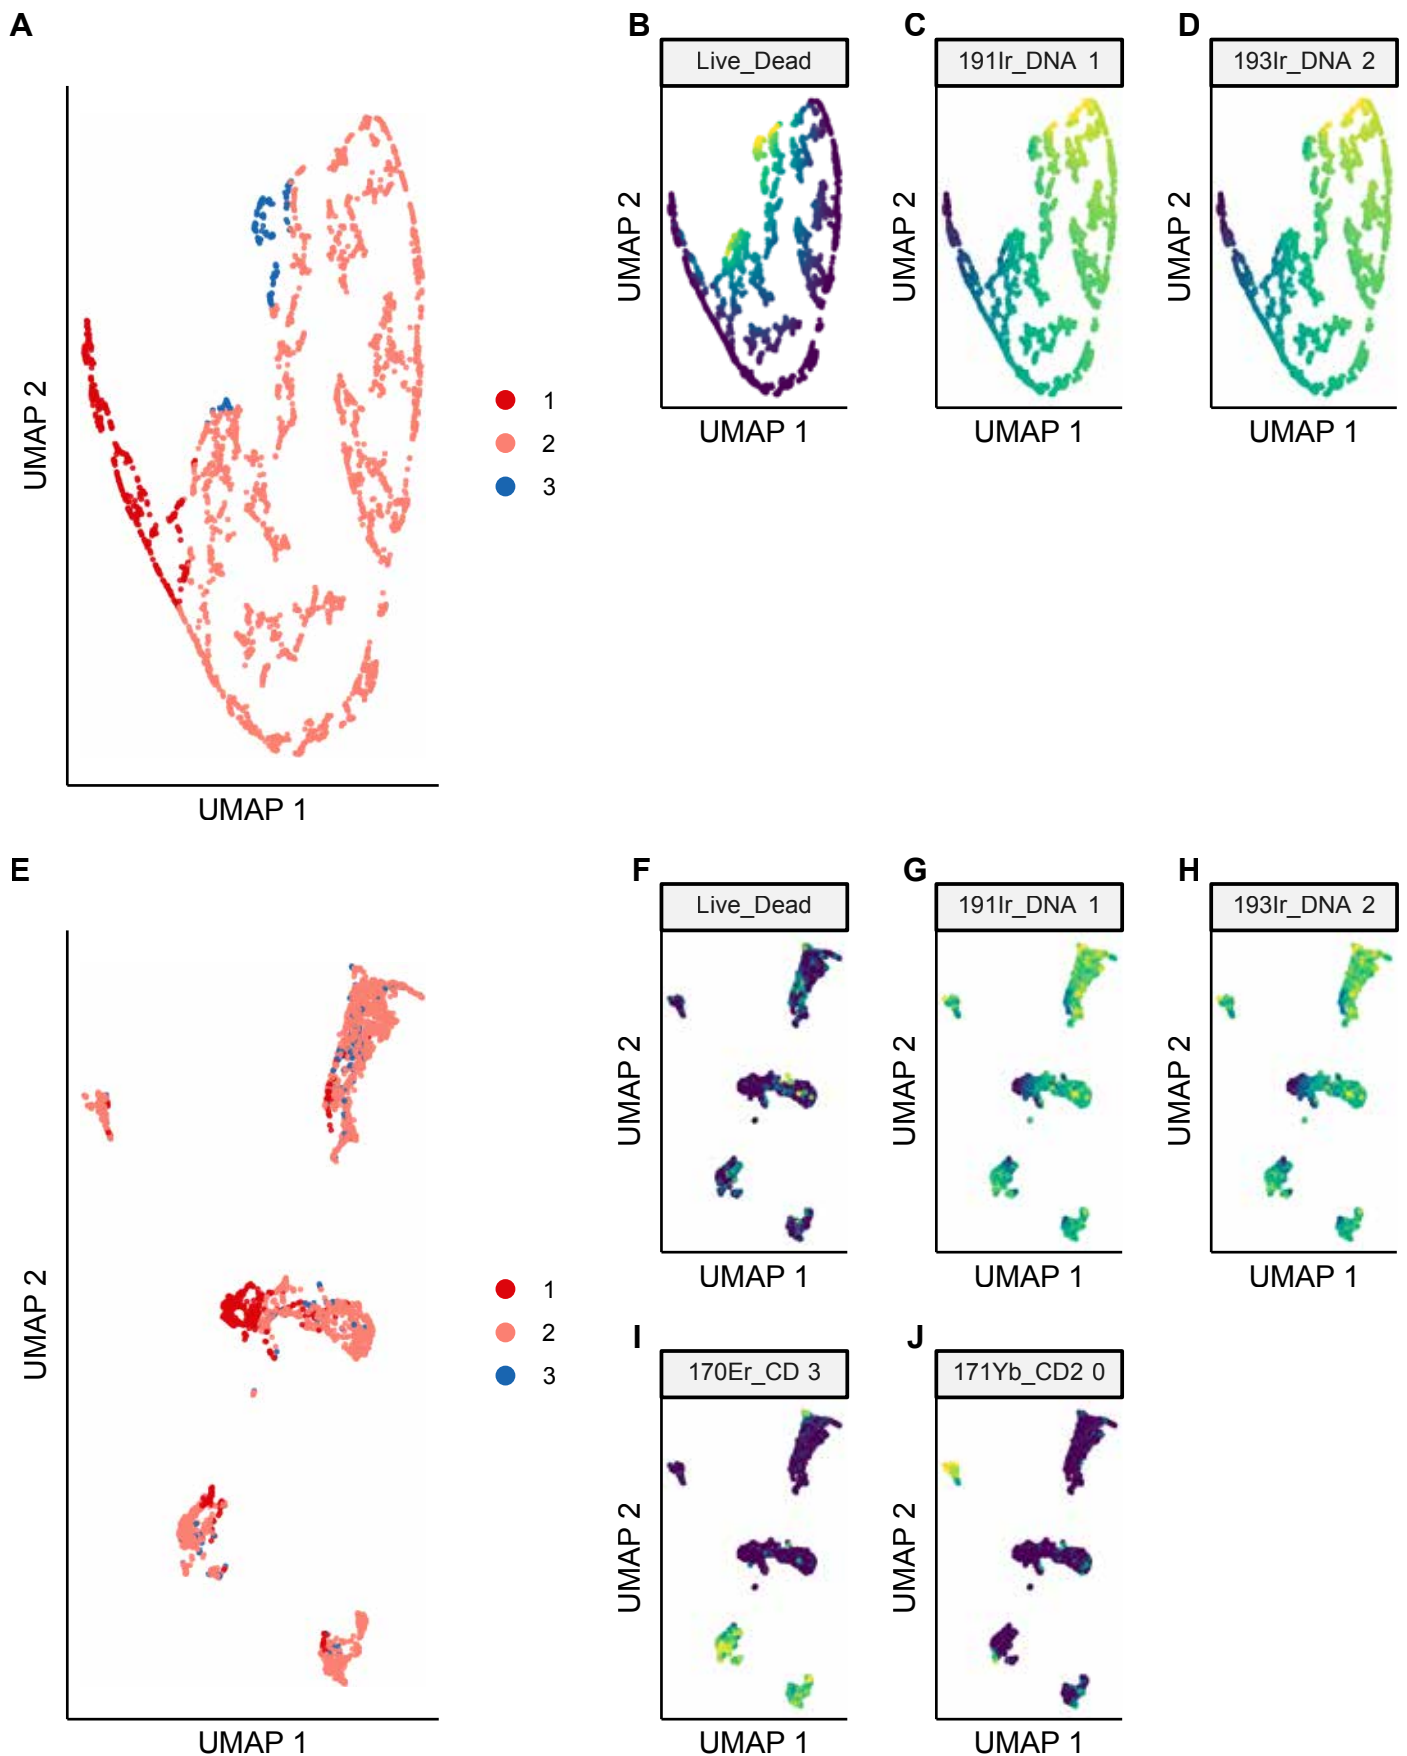 A
B
C
D
Live_Dead
191Ir_DNA 1
193Ir_DNA 2
UMAP 2
UMAP 2
UMAP 2
UMAP 2
1
2
3
UMAP 1
UMAP 1
UMAP 1
UMAP 1
E
F
G
H
Live_Dead
191Ir_DNA 1
193Ir_DNA 2
UMAP 2
UMAP 2
UMAP 2
UMAP 2
1
2
3
UMAP 1
UMAP 1
UMAP 1
I
J
170Er_CD 3
171Yb_CD2 0
UMAP 2
UMAP 2
UMAP 1
UMAP 1
UMAP 1